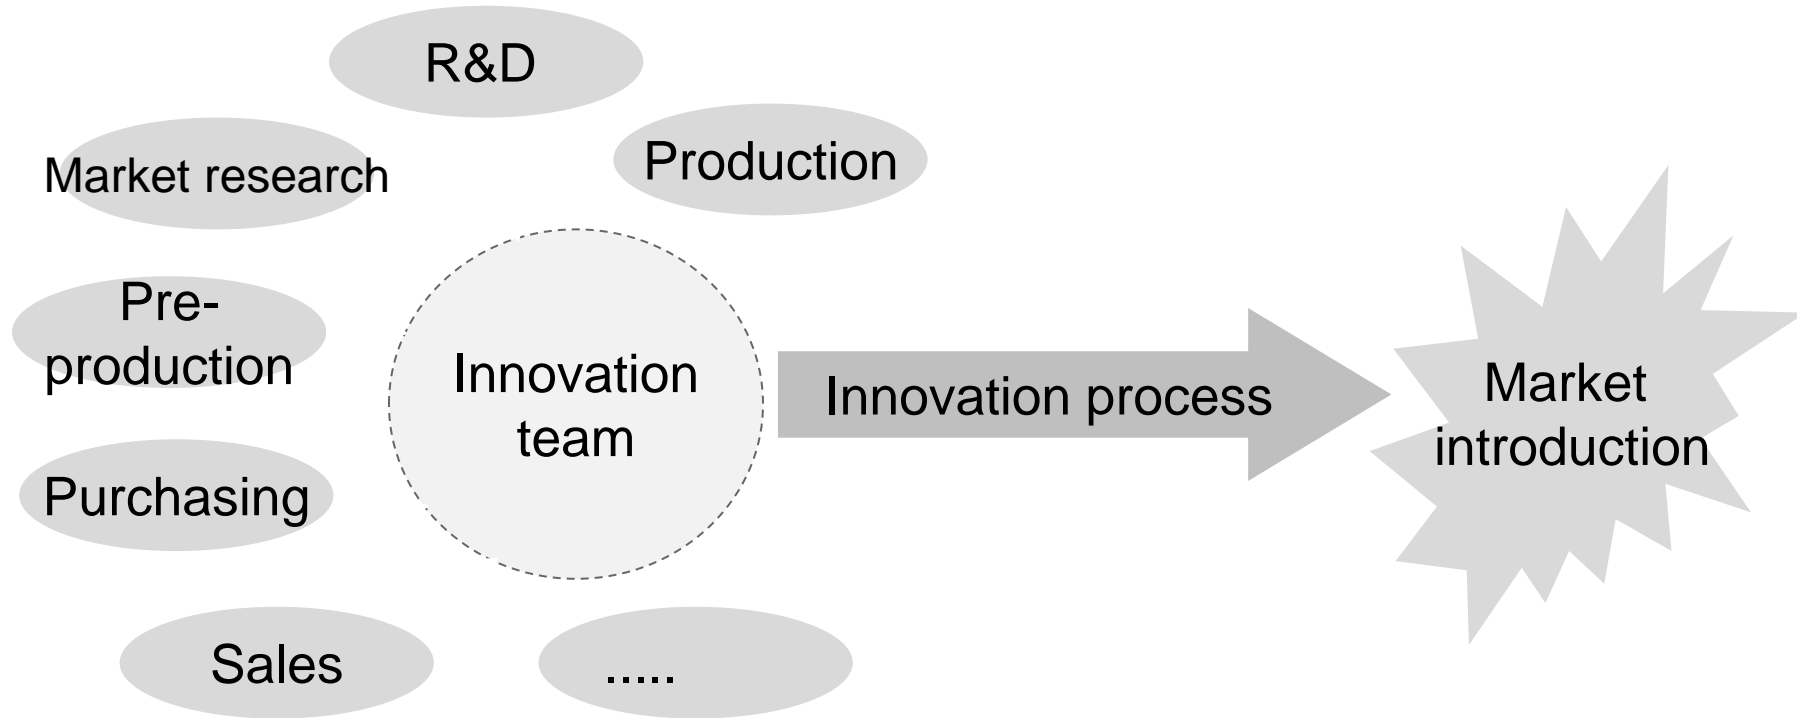 R&D
Production
Market research
Pre-
production
Innovation
team
Innovation process
Market
introduction
Purchasing
Sales
.....